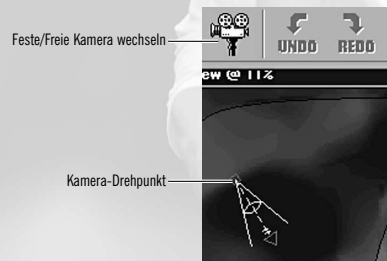 Feste/Freie Kamera wechseln
UNDO REDO
ew @ 11%
Kamera-Drehpunkt